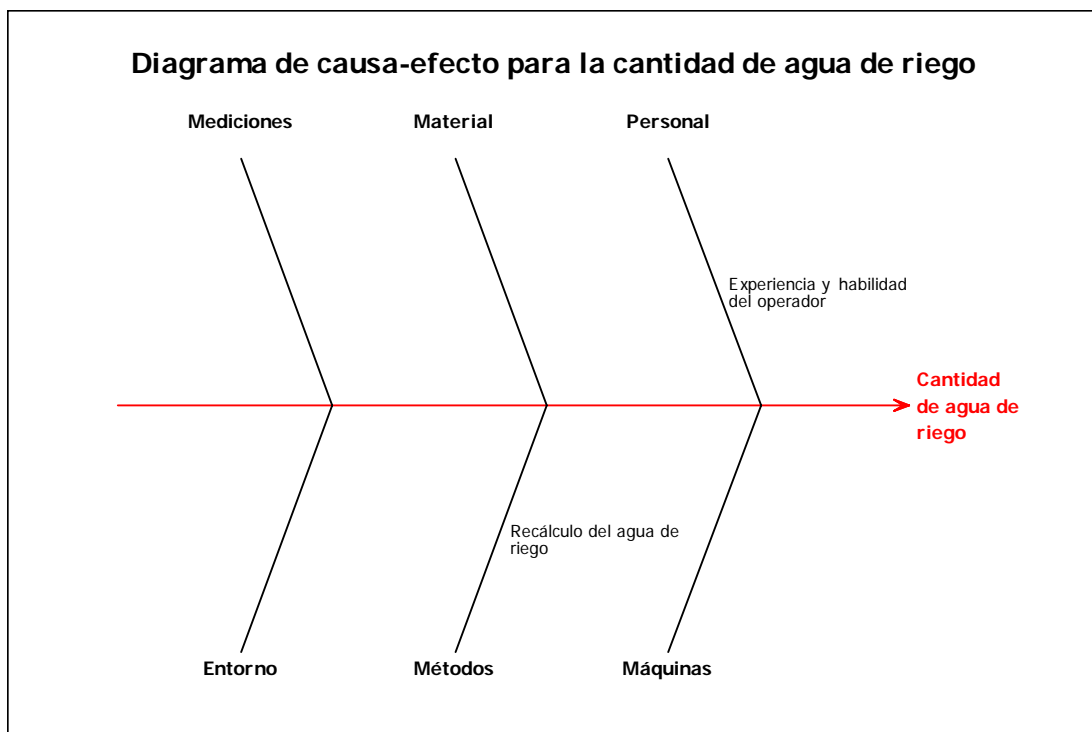 Diagrama de causa-efecto para la cantidad de agua de riego
Mediciones
Material
Personal
Experiencia y habilidad
del operador
Cantidad
de agua de
riego
Recálculo del agua de
riego
Entorno
Métodos
Máquinas